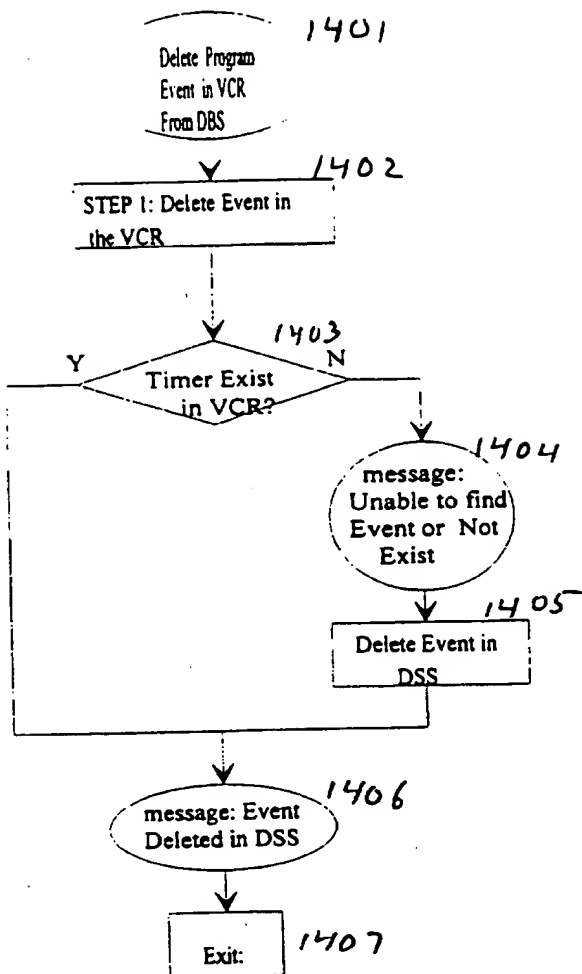 1401
Delete Program
Event in VCR
From DBS
1402
STEP 1: Delete Event in
the VCR
1403
Y
N
Timer Exist
in VCR?
1404
message:
Unable to find
Event or Not
Exist
1405
Delete Event in
DSS
1406
message: Event
Deleted in DSS
Exit:
1407